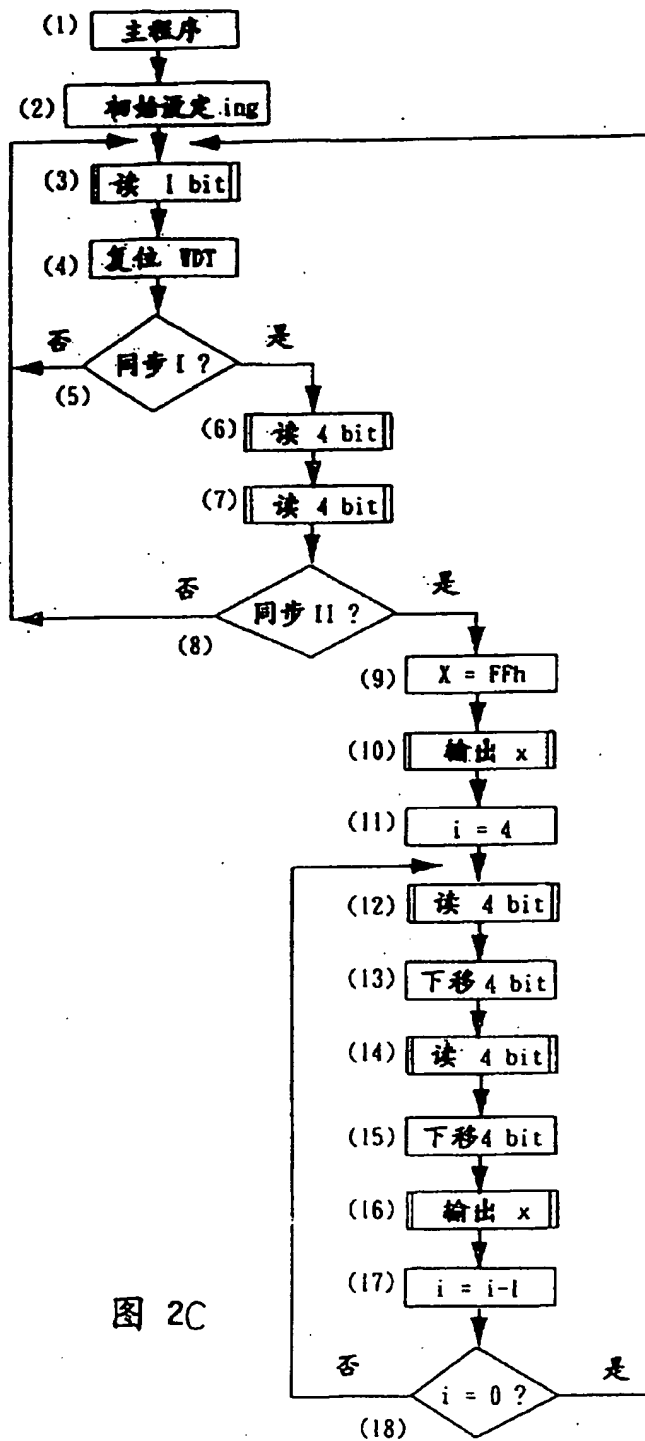 (1) 主程序
(2) 初始设定.ing
(3) 读 1 bit
(4) 复位 WDT
否 是
(5) 同步 I ?
(6) 读 4 bit
(7) 读 4 bit
否 是
(8) 同步 II ?
(9) X = FFh
(10) 输出 x
(11) i = 4
(12) 读 4 bit
(13) 下移 4 bit
(14) 读 4 bit
(15) 下移 4 bit
(16) 输出 x
(17) i = i-1
图 2C
否 是
(18) i = 0 ?